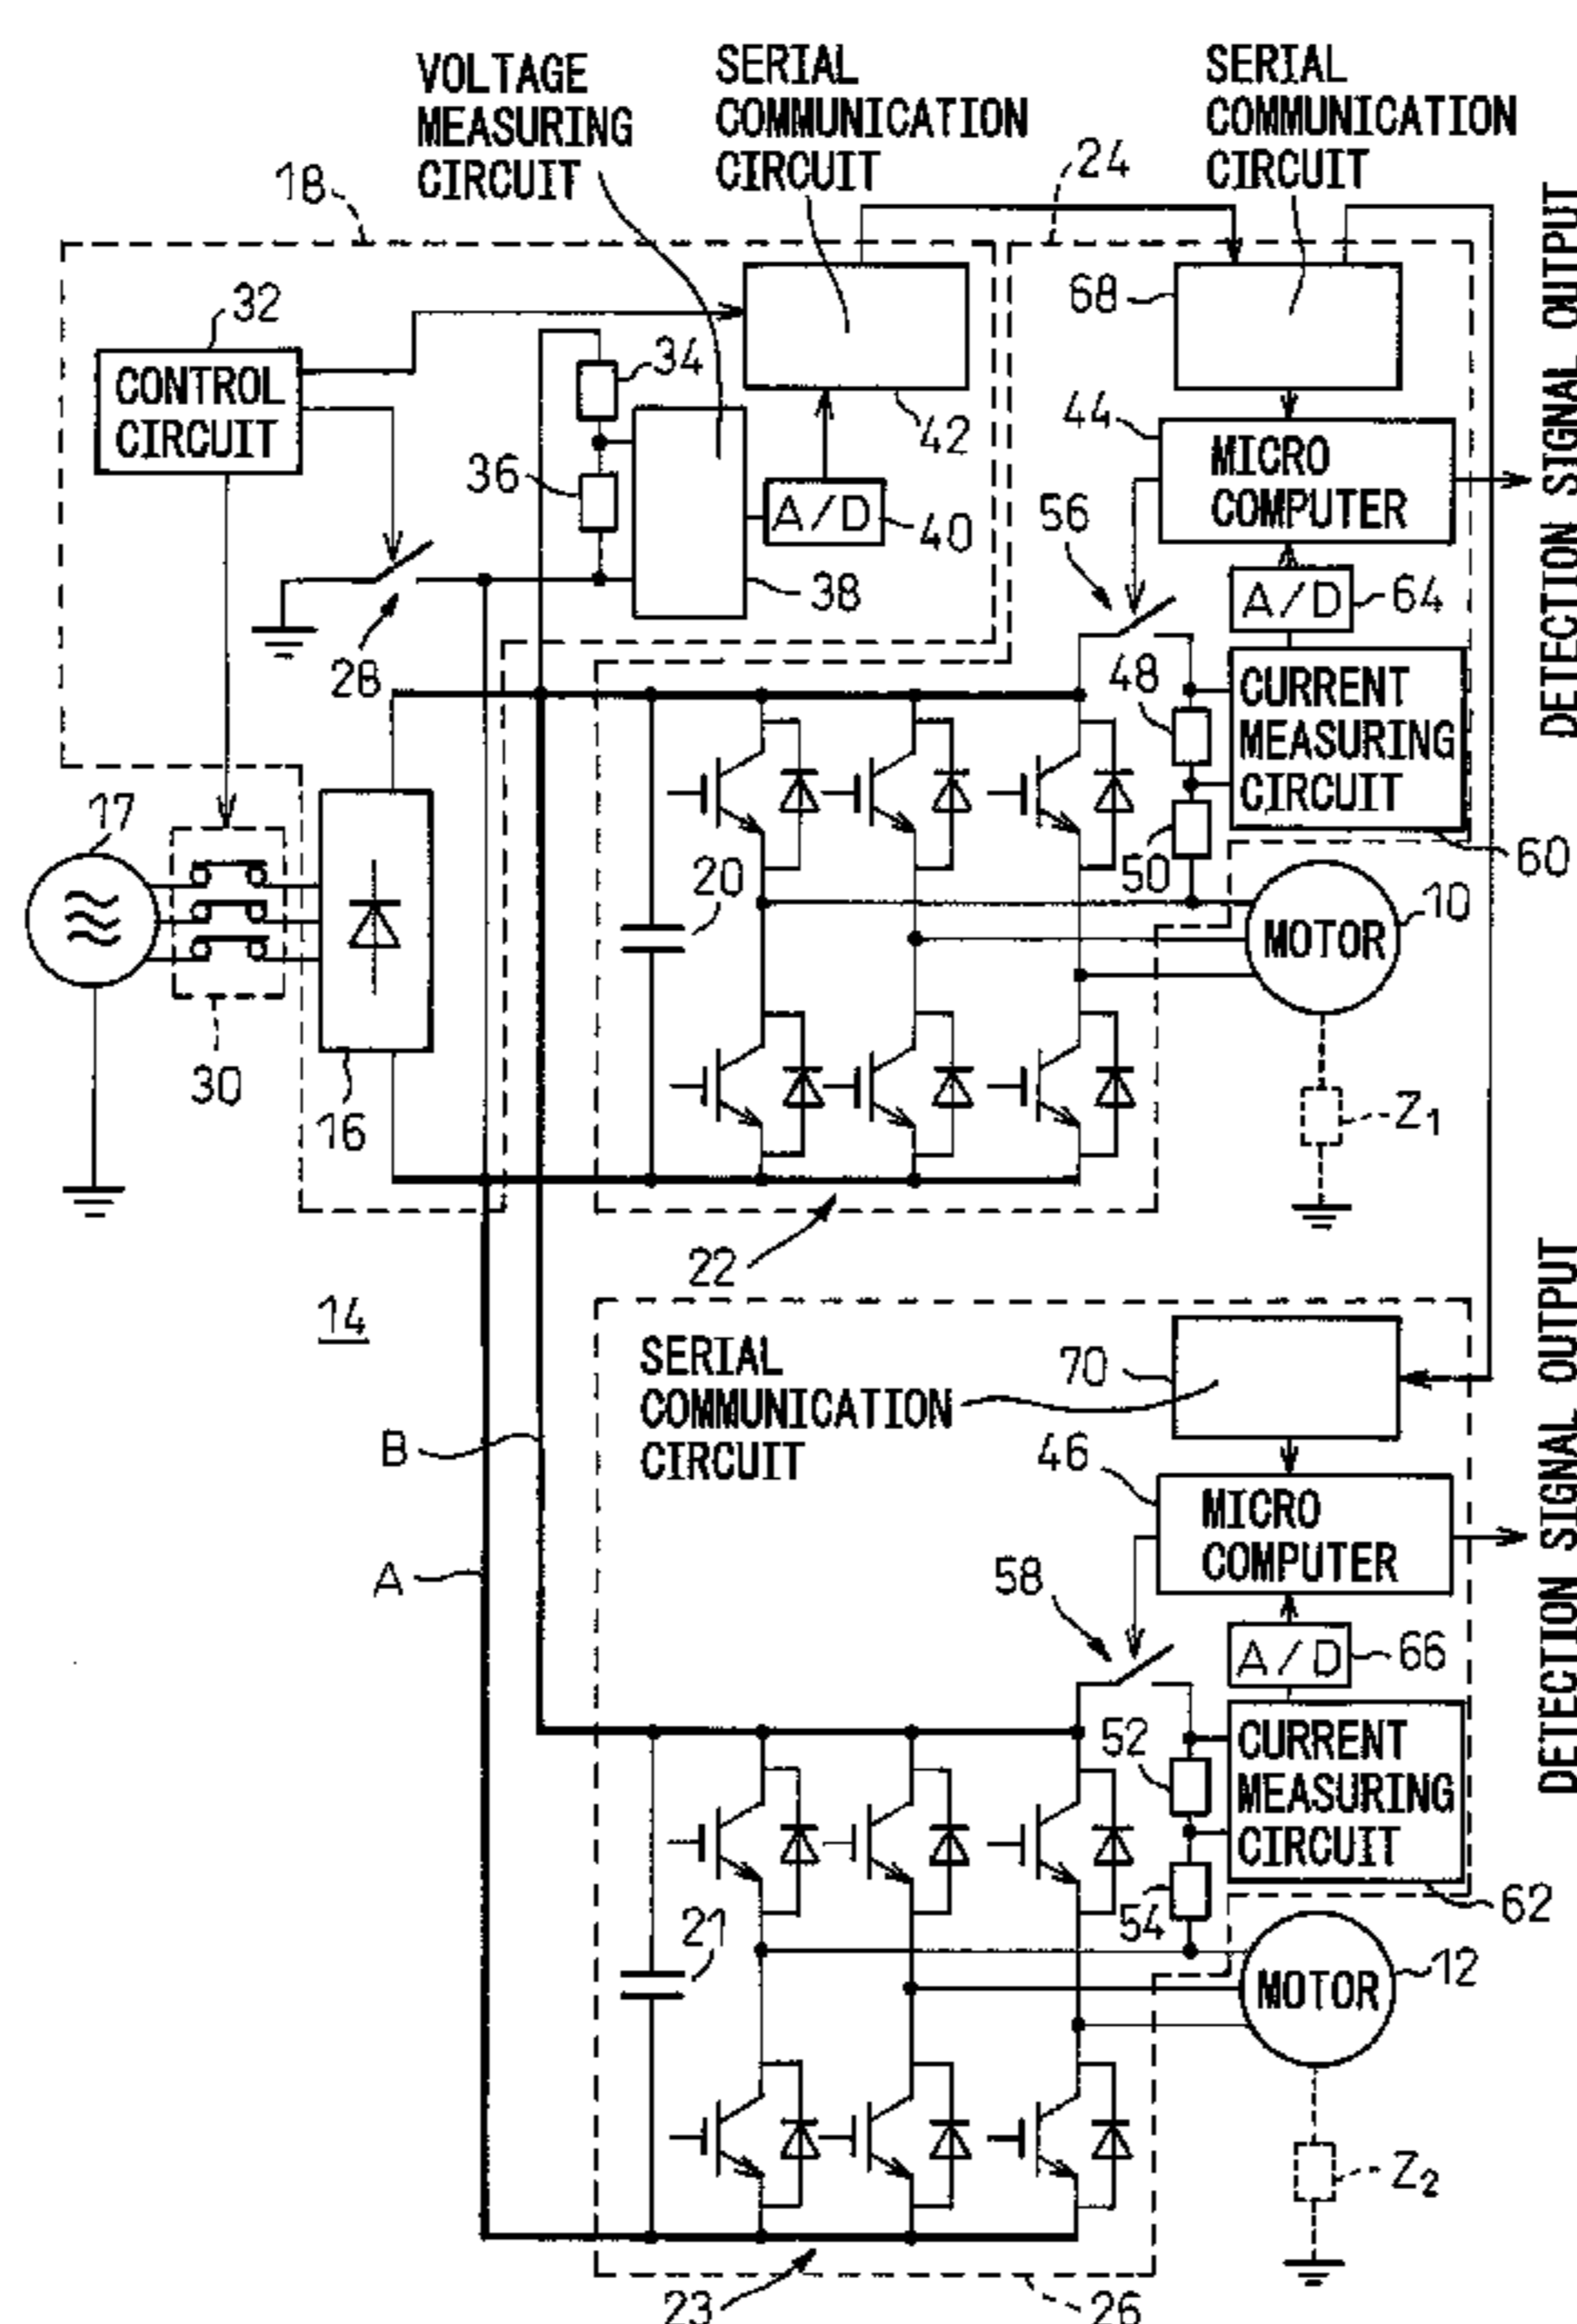 VOLTAGE
MEASURING
CIRCUIT
SERIAL
COMMUNICATION
CIRCUIT
SERIAL
COMMUNICATION
CIRCUIT
18
24
32
CONTROL
CIRCUIT
34
36
42
A/D
40
38
28
68
44
MICRO
COMPUTER
DETECTION SIGNAL OUTPUT
56
A/D
64
48
CURRENT
MEASURING
CIRCUIT
50
60
17
20
MOTOR
10
30
16
Z1
22
14
SERIAL
COMMUNICATION
CIRCUIT
70
B
46
MICRO
COMPUTER
DETECTION SIGNAL OUTPUT
A
58
A/D
66
52
CURRENT
MEASURING
CIRCUIT
54
62
21
MOTOR
12
Z2
23
26